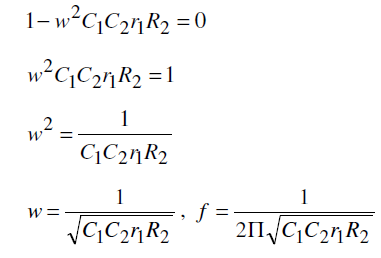 1−w²C₁C₂r₁R₂ =0
w²C₁C₂r₁R₂ =1
w² = 1/(C₁C₂r₁R₂)
w = 1/√(C₁C₂r₁R₂) , f = 1/(2Π√(C₁C₂r₁R₂))